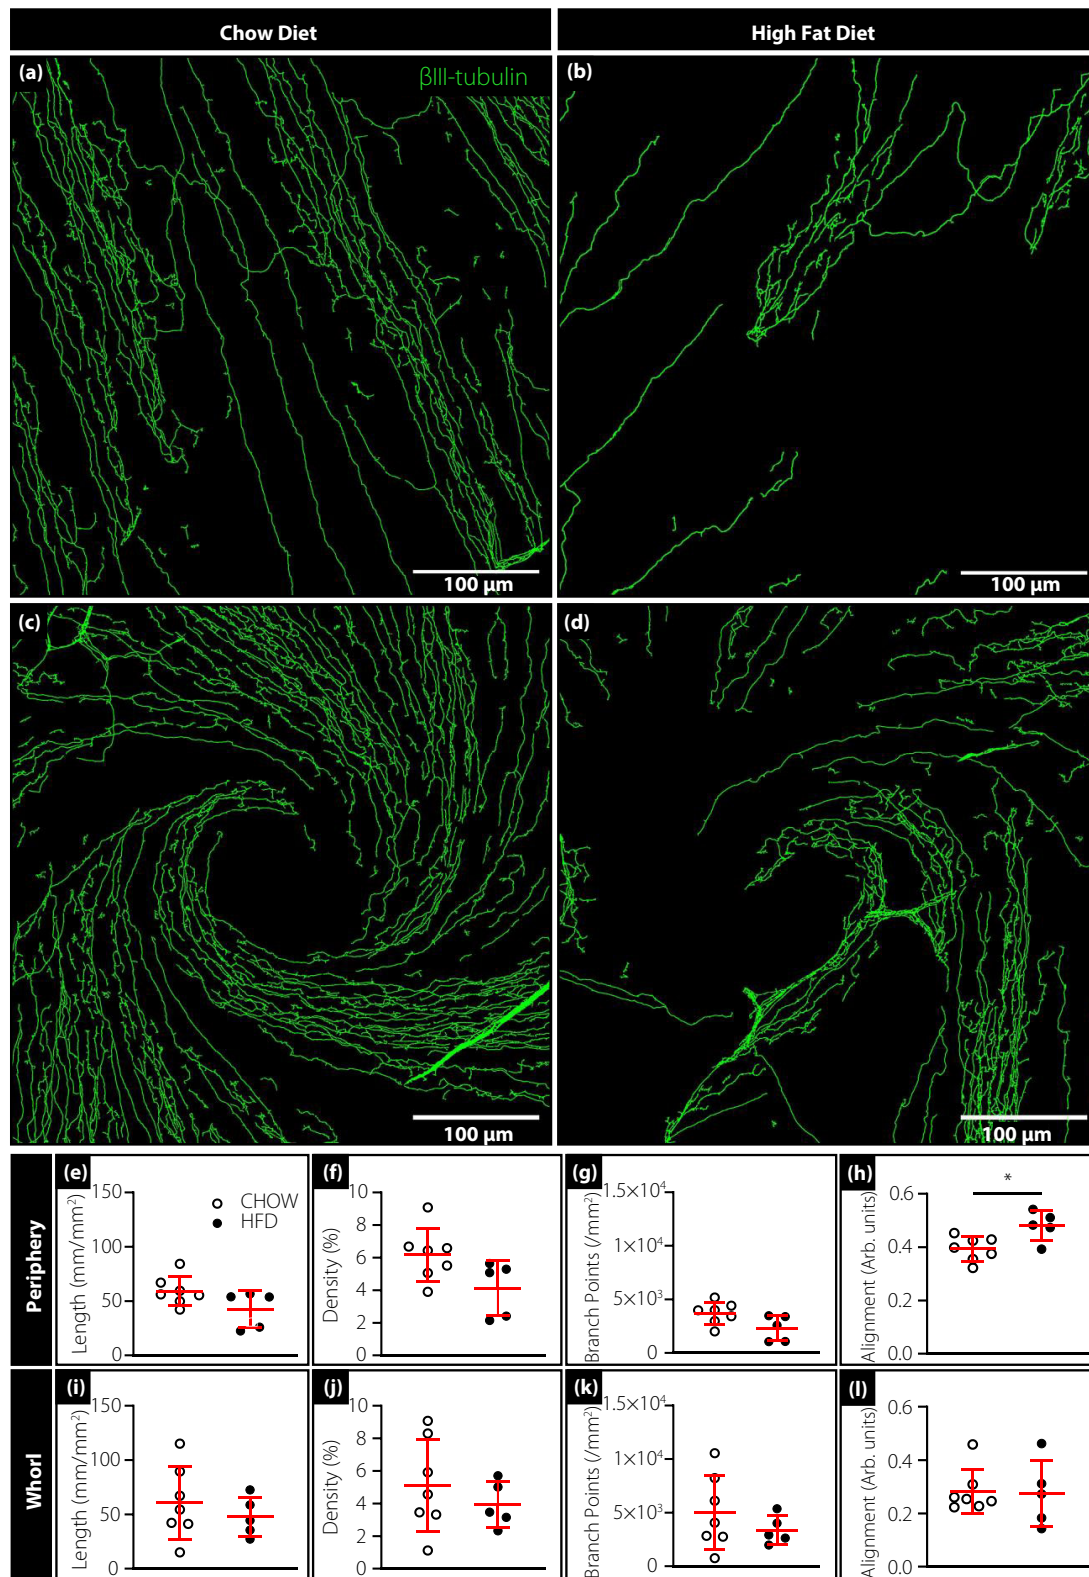 Chow Diet
High Fat Diet
(a)
βIII-tubulin
(b)
100 µm
100 µm
(c)
(d)
100 µm
100 µm
Periphery
(e)
Length (mm/mm²)
150
100
50
0
CHOW
HFD
(f)
Density (%)
10
8
6
4
2
0
(g)
Branch Points (/mm²)
1.5×10⁴
1×10⁴
5×10³
0
(h)
Alignment (Arb. units)
0.6
0.4
0.2
0.0
*
Whorl
(i)
Length (mm/mm²)
150
100
50
0
(j)
Density (%)
10
8
6
4
2
0
(k)
Branch Points (/mm²)
1.5×10⁴
1×10⁴
5×10³
0
(l)
Alignment (Arb. units)
0.6
0.4
0.2
0.0